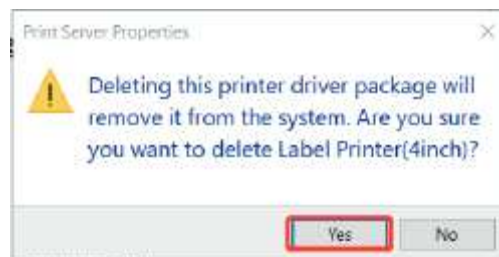 Print Server Properties
Deleting this printer driver package will
remove it from the system. Are you sure
you want to delete Label Printer(4inch)?
Yes
No